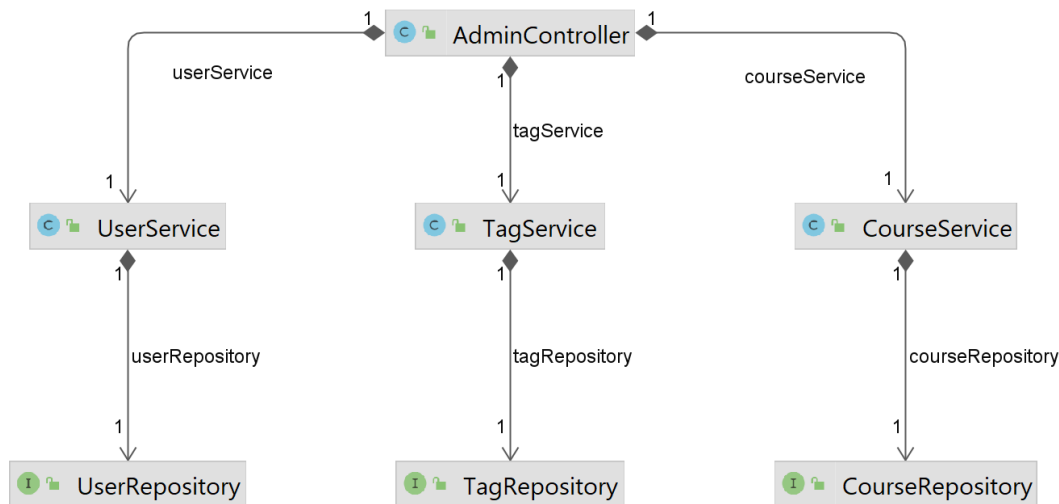 1
C AdminController
1
userService
1
courseService
tagService
1
1
1
C UserService
C TagService
C CourseService
1
1
1
userRepository
tagRepository
courseRepository
1
1
1
I UserRepository
I TagRepository
I CourseRepository